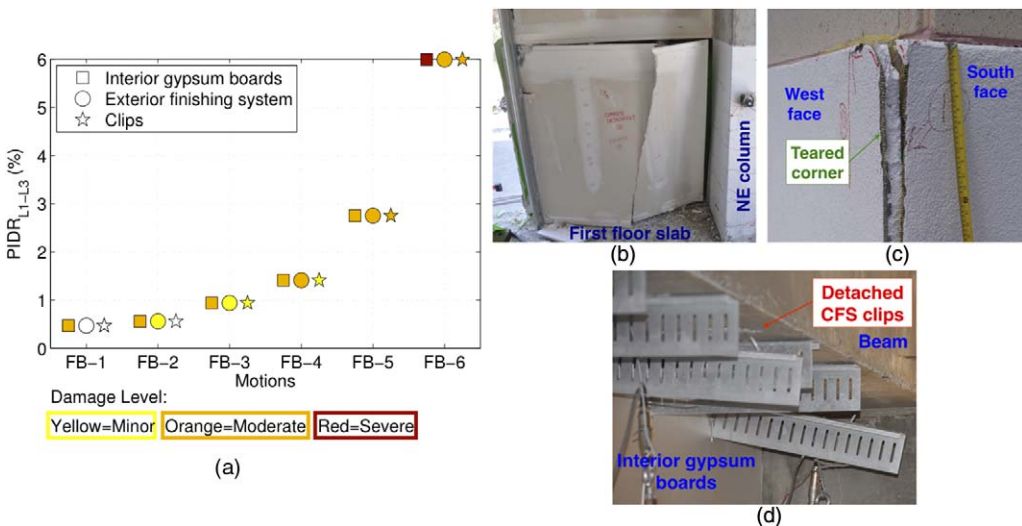 6
5
4
3
2
1
0
PIDR_L1-L3 (%)
Interior gypsum boards
Exterior finishing system
Clips
FB-1 FB-2 FB-3 FB-4 FB-5 FB-6
Motions
Damage Level:
Yellow=Minor Orange=Moderate Red=Severe
(a)
NE column
First floor slab
(b)
West
face
South
face
Teared
corner
(c)
Detached
CFS clips
Beam
Interior gypsum
boards
(d)